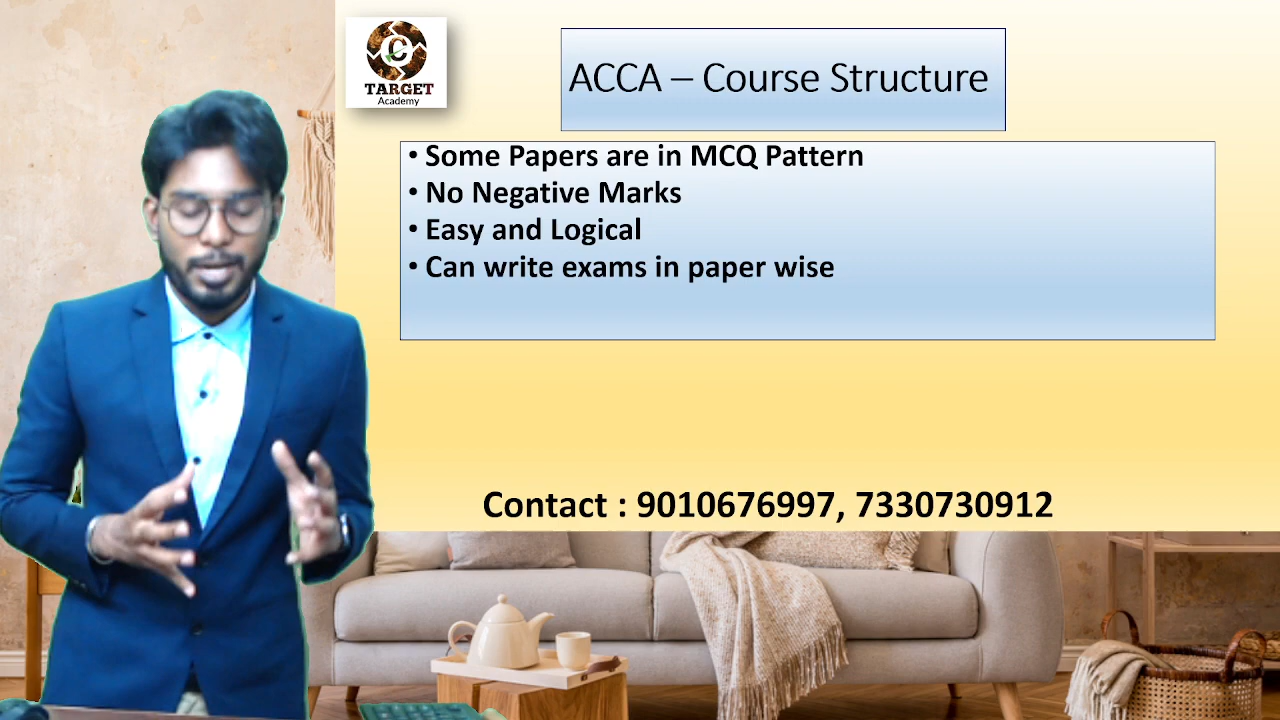 C
TARGET
Academy
ACCA – Course Structure
• Some Papers are in MCQ Pattern
• No Negative Marks
• Easy and Logical
• Can write exams in paper wise
Contact : 9010676997, 7330730912